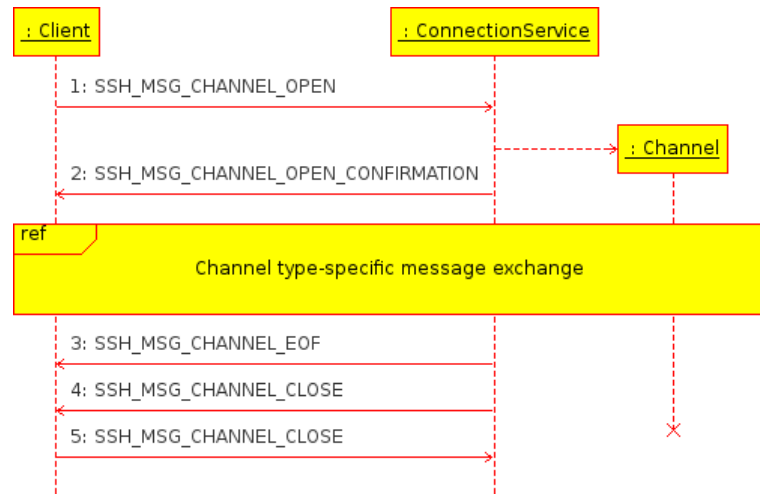 : Client
: ConnectionService
1: SSH_MSG_CHANNEL_OPEN
: Channel
2: SSH_MSG_CHANNEL_OPEN_CONFIRMATION
ref
Channel type-specific message exchange
3: SSH_MSG_CHANNEL_EOF
4: SSH_MSG_CHANNEL_CLOSE
5: SSH_MSG_CHANNEL_CLOSE